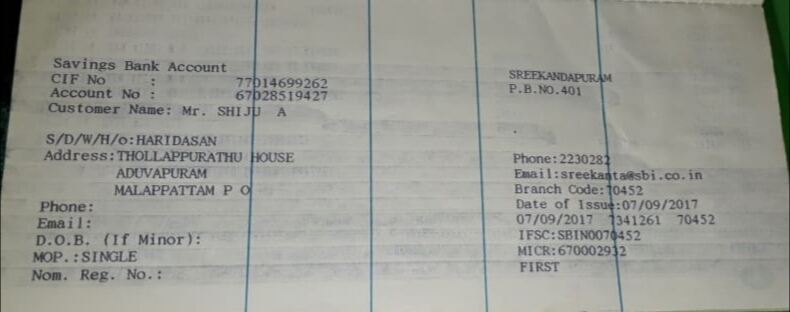 Savings Bank Account
CIF No : 77014699262
Account No : 67028519427
Customer Name: Mr. SHIJU A
S/D/W/H/o:HARIDASAN
Address:THOLLAPPURATHU HOUSE
ADUVAPURAM
MALAPPATTAM P O
Phone:
Email:
D.O.B. (If Minor):
MOP.:SINGLE
Nom. Reg. No.:
SREEKANDAPURAM
P.B.NO.401
Phone:2230282
Email:sreekanta@sbi.co.in
Branch Code:70452
Date of Issue:07/09/2017
07/09/2017 7341261 70452
IFSC:SBIN0070452
MICR:670002932
FIRST